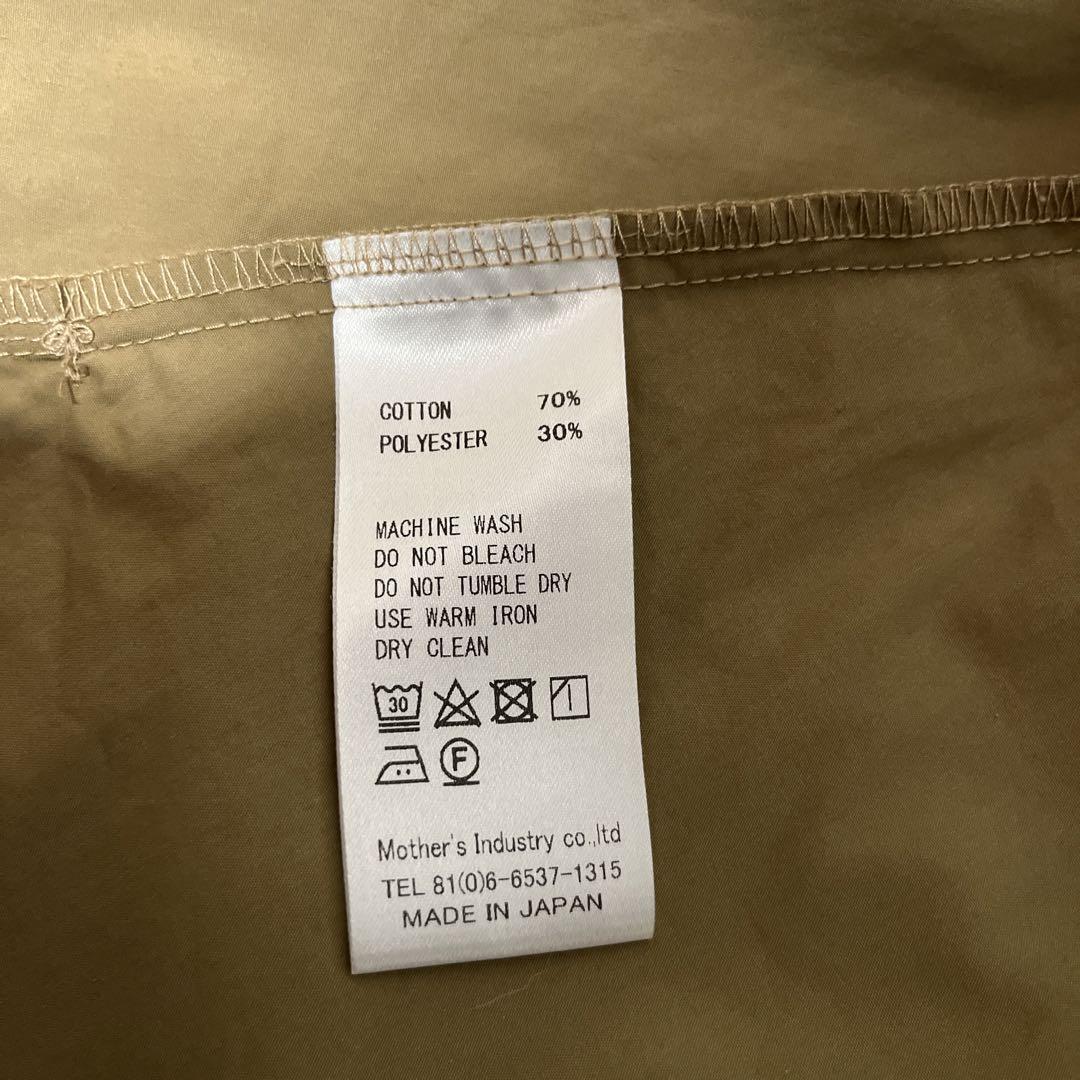 COTTON 70%
POLYESTER 30%
MACHINE WASH
DO NOT BLEACH
DO NOT TUMBLE DRY
USE WARM IRON
DRY CLEAN
30
F
Mother's Industry co.,ltd
TEL 81(0)6-6537-1315
MADE IN JAPAN